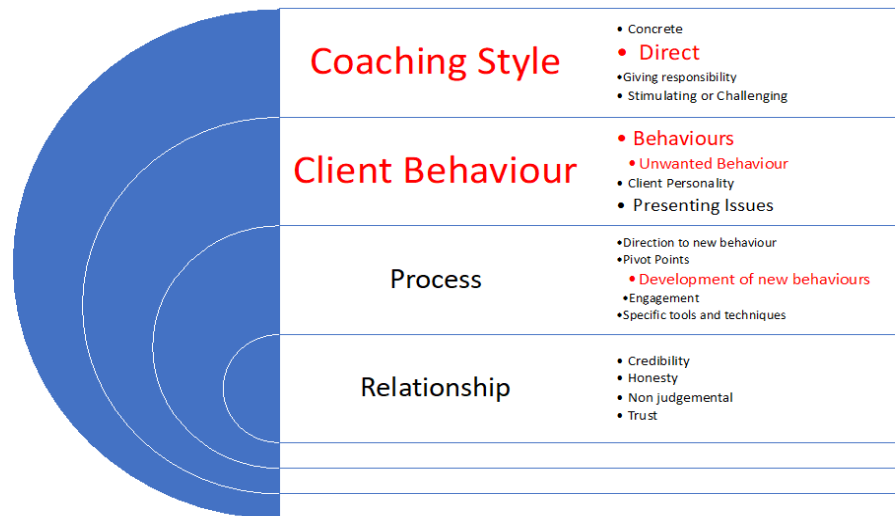 Coaching Style
• Concrete
• Direct
◆Giving responsibility
• Stimulating or Challenging
Client Behaviour
• Behaviours
• Unwanted Behaviour
• Client Personality
• Presenting Issues
Process
◆Direction to new behaviour
◆Pivot Points
• Development of new behaviours
◆Engagement
◆Specific tools and techniques
Relationship
• Credibility
• Honesty
• Non judgemental
• Trust